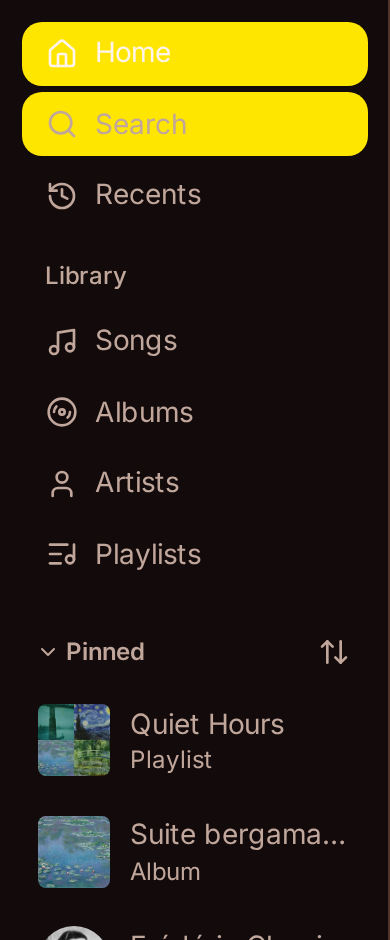 Home
Search
Recents
Library
Songs
Albums
Artists
Playlists
Pinned
Quiet Hours
Playlist
Suite bergama...
Album